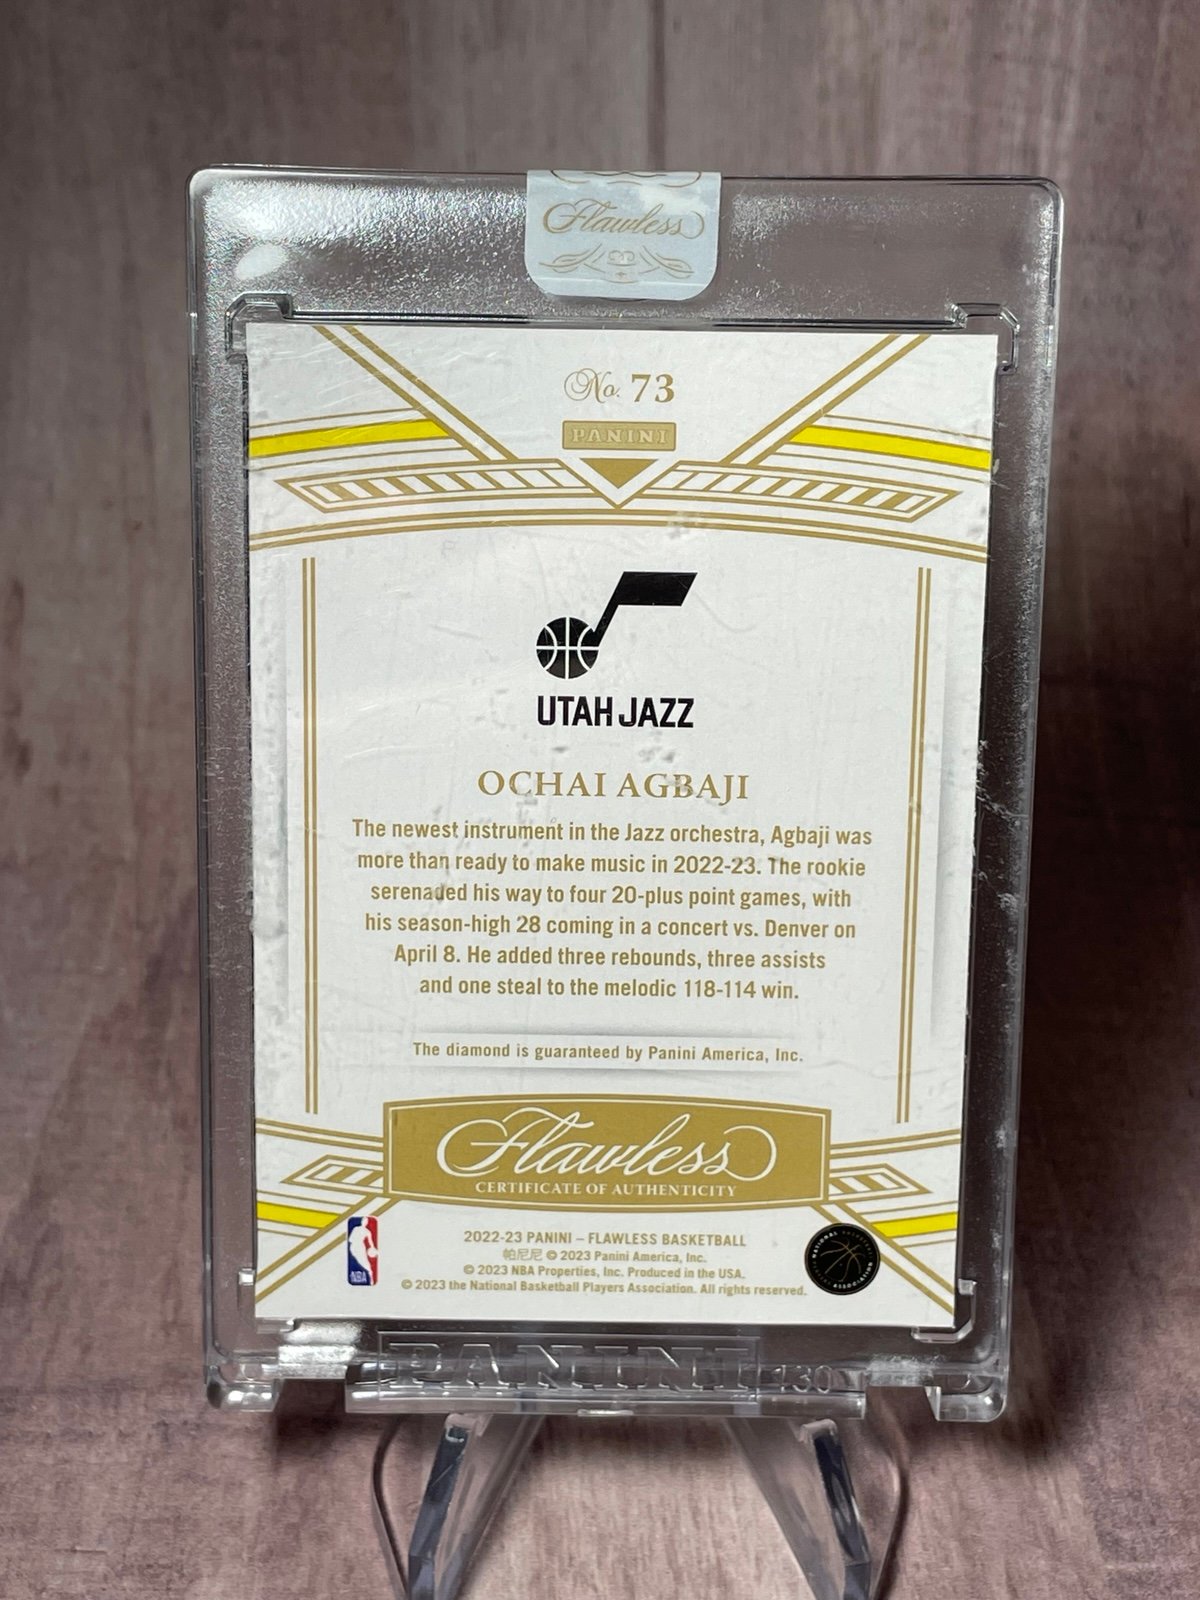 Flawless
No. 73
PANINI
UTAH JAZZ
OCHAI AGBAJI
The newest instrument in the Jazz orchestra, Agbaji was
more than ready to make music in 2022-23. The rookie
serenaded his way to four 20-plus point games, with
his season-high 28 coming in a concert vs. Denver on
April 8. He added three rebounds, three assists
and one steal to the melodic 118-114 win.
The diamond is guaranteed by Panini America, Inc.
Flawless
CERTIFICATE OF AUTHENTICITY
2022-23 PANINI – FLAWLESS BASKETBALL
帕尼尼 © 2023 Panini America, Inc.
© 2023 NBA Properties, Inc. Produced in the USA.
© 2023 the National Basketball Players Association. All rights reserved.
NBA
NATIONAL BASKETBALL PLAYERS ASSOCIATION
PANINI 130